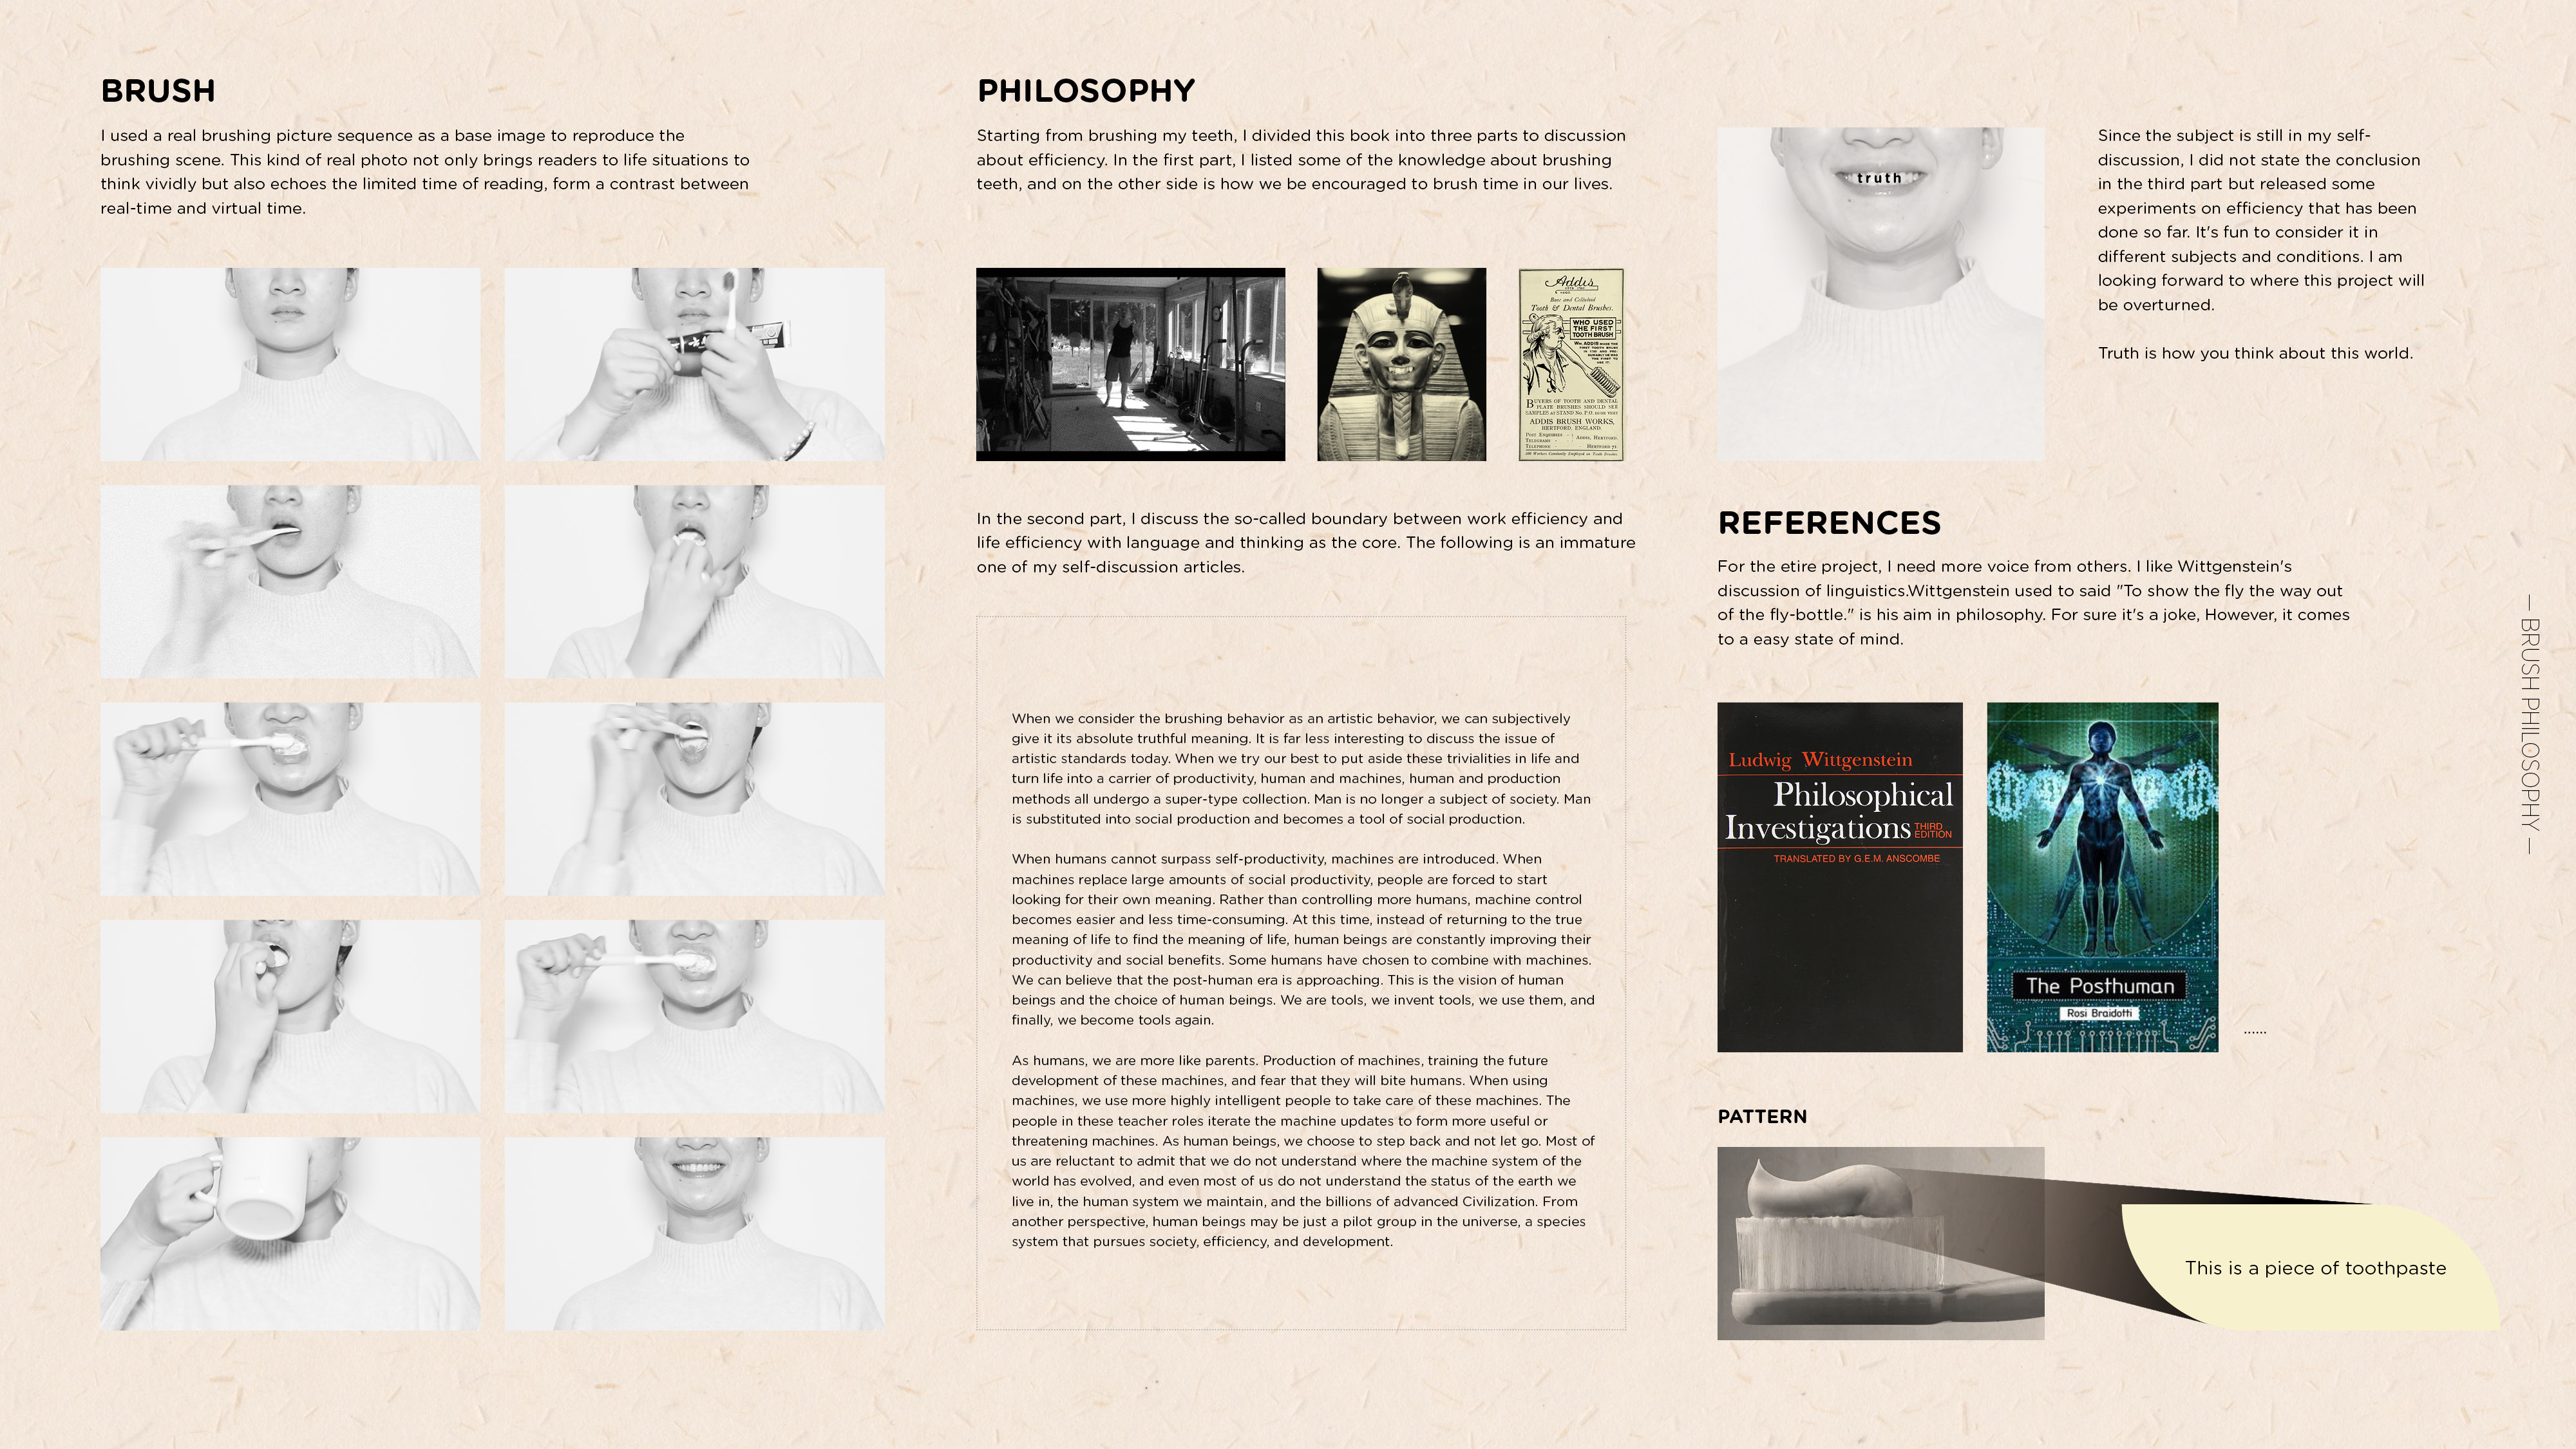 BRUSH
I used a real brushing picture sequence as a base image to reproduce the
brushing scene. This kind of real photo not only brings readers to life situations to
think vividly but also echoes the limited time of reading, form a contrast between
real-time and virtual time.
PHILOSOPHY
Starting from brushing my teeth, I divided this book into three parts to discussion
about efficiency. In the first part, I listed some of the knowledge about brushing
teeth, and on the other side is how we be encouraged to brush time in our lives.
Addis
Bone and Celluloid
Tooth & Dental Brushes.
WHO USED
THE FIRST
TOOTH BRUSH
BUYERS OF TOOTH AND DENTAL
PLATE BRUSHES SHOULD SEE
SAMPLES at STAND No.
ADDIS BRUSH WORKS,
HERTFORD, ENGLAND.
Post Enquiries
Addis, Hertford.
Telegrams
Telephone
Hertford 71.
In the second part, I discuss the so-called boundary between work efficiency and
life efficiency with language and thinking as the core. The following is an immature
one of my self-discussion articles.
When we consider the brushing behavior as an artistic behavior, we can subjectively
give it its absolute truthful meaning. It is far less interesting to discuss the issue of
artistic standards today. When we try our best to put aside these trivialities in life and
turn life into a carrier of productivity, human and machines, human and production
methods all undergo a super-type collection. Man is no longer a subject of society. Man
is substituted into social production and becomes a tool of social production.
When humans cannot surpass self-productivity, machines are introduced. When
machines replace large amounts of social productivity, people are forced to start
looking for their own meaning. Rather than controlling more humans, machine control
becomes easier and less time-consuming. At this time, instead of returning to the true
meaning of life to find the meaning of life, human beings are constantly improving their
productivity and social benefits. Some humans have chosen to combine with machines.
We can believe that the post-human era is approaching. This is the vision of human
beings and the choice of human beings. We are tools, we invent tools, we use them, and
finally, we become tools again.
As humans, we are more like parents. Production of machines, training the future
development of these machines, and fear that they will bite humans. When using
machines, we use more highly intelligent people to take care of these machines. The
people in these teacher roles iterate the machine updates to form more useful or
threatening machines. As human beings, we choose to step back and not let go. Most of
us are reluctant to admit that we do not understand where the machine system of the
world has evolved, and even most of us do not understand the status of the earth we
live in, the human system we maintain, and the billions of advanced Civilization. From
another perspective, human beings may be just a pilot group in the universe, a species
system that pursues society, efficiency, and development.
truth
Since the subject is still in my self-
discussion, I did not state the conclusion
in the third part but released some
experiments on efficiency that has been
done so far. It's fun to consider it in
different subjects and conditions. I am
looking forward to where this project will
be overturned.
Truth is how you think about this world.
REFERENCES
For the etire project, I need more voice from others. I like Wittgenstein's
discussion of linguistics.Wittgenstein used to said "To show the fly the way out
of the fly-bottle." is his aim in philosophy. For sure it's a joke, However, it comes
to a easy state of mind.
Ludwig Wittgenstein
Philosophical
Investigations THIRD
EDITION
TRANSLATED BY G.E.M. ANSCOMBE
The Posthuman
Rosi Braidotti
......
PATTERN
This is a piece of toothpaste
— BRUSH PHILOSOPHY —